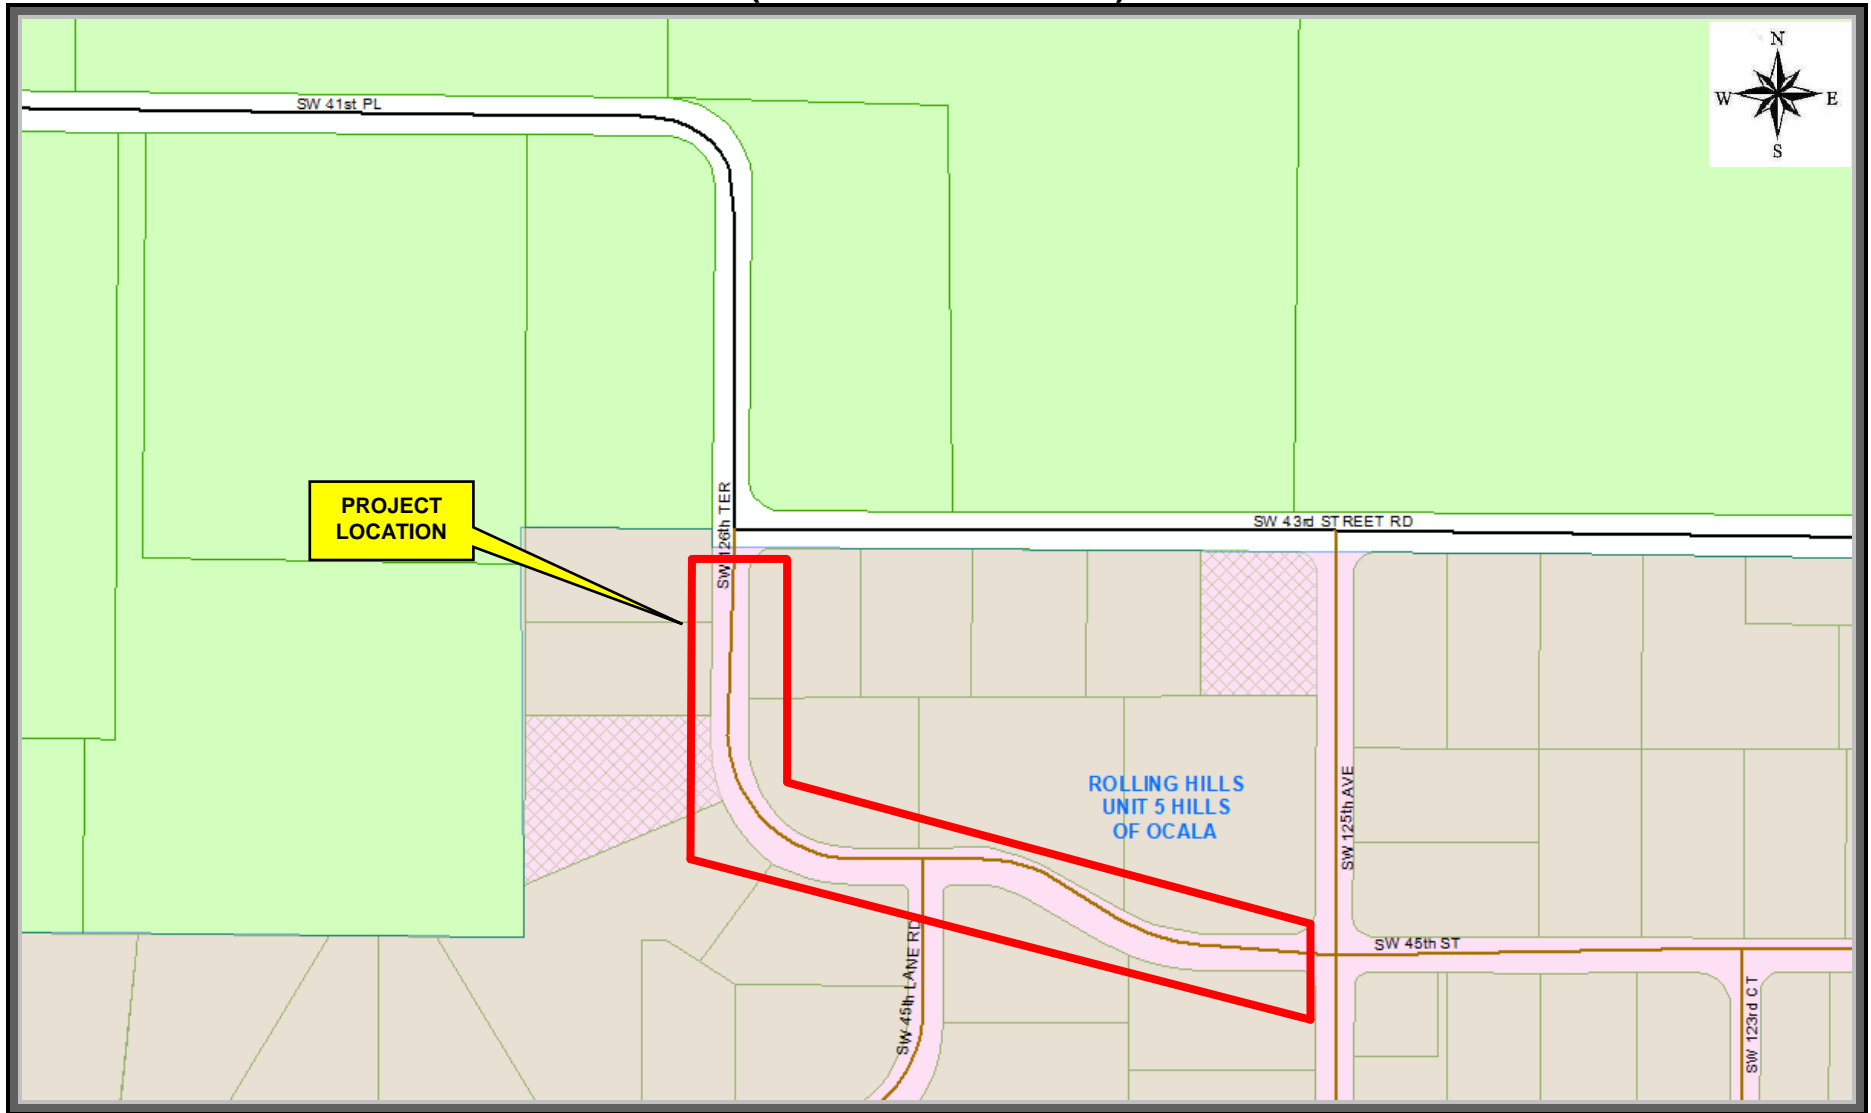 N
W E
S
SW 41st PL
SW 43rd STREET RD
SW 126th TER
PROJECT
LOCATION
ROLLING HILLS
UNIT 5 HILLS
OF OCALA
SW 125th AVE
SW 45th ST
SW 45th LANE RD
SW 123rd CT